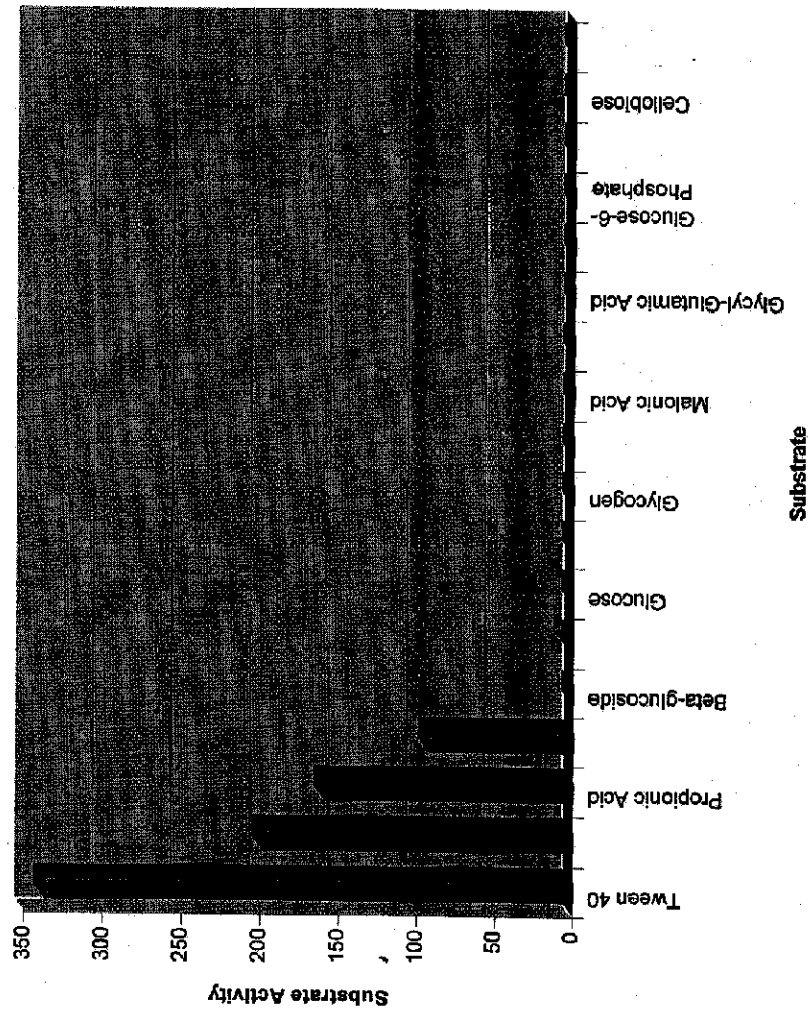 Substrate Activity
350
300
250
200
150
100
50
0
Tween 40
Propionic Acid
Beta-glucoside
Glucose
Glycogen
Malonic Acid
Glycyl-Glutamic Acid
Glucose-6-
Phosphate
Cellobiose
Substrate